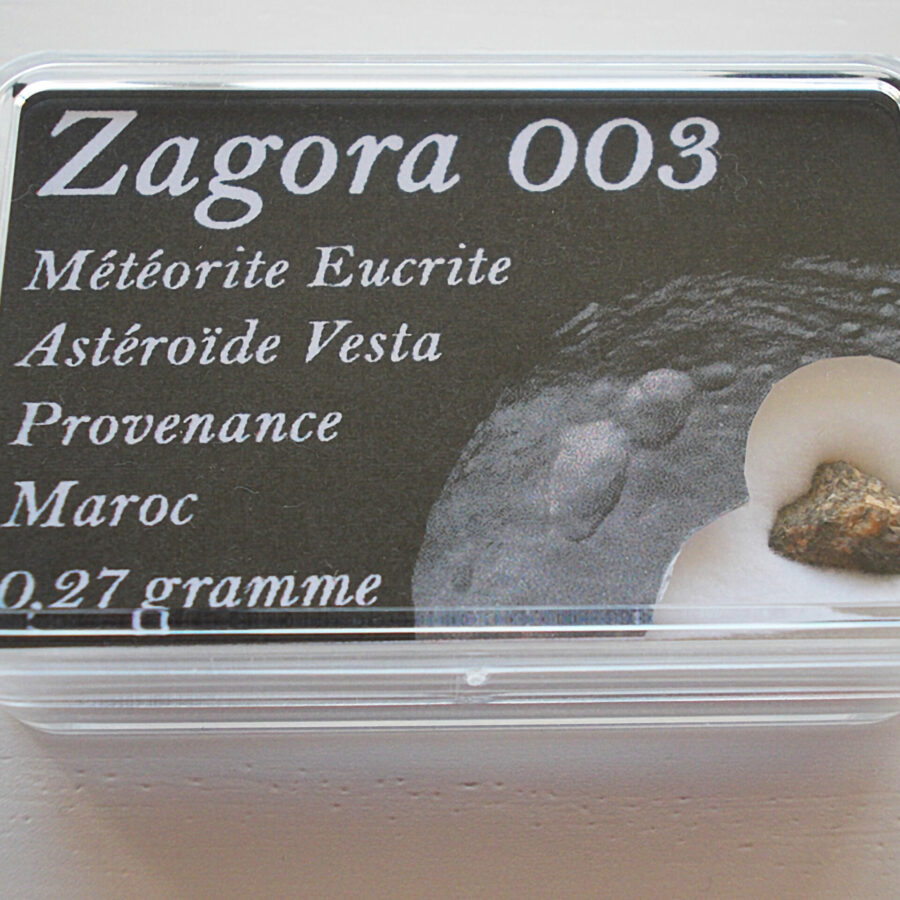 Zagora 003
Météorite Eucrite
Astéroïde Vesta
Provenance
Maroc
0,27 gramme